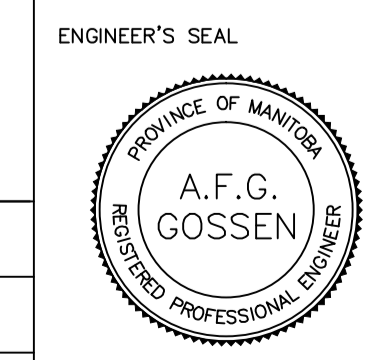 ENGINEER'S SEAL
PROVINCE OF MANITOBA
A.F.G.
GOSSEN
REGISTERED PROFESSIONAL ENGINEER